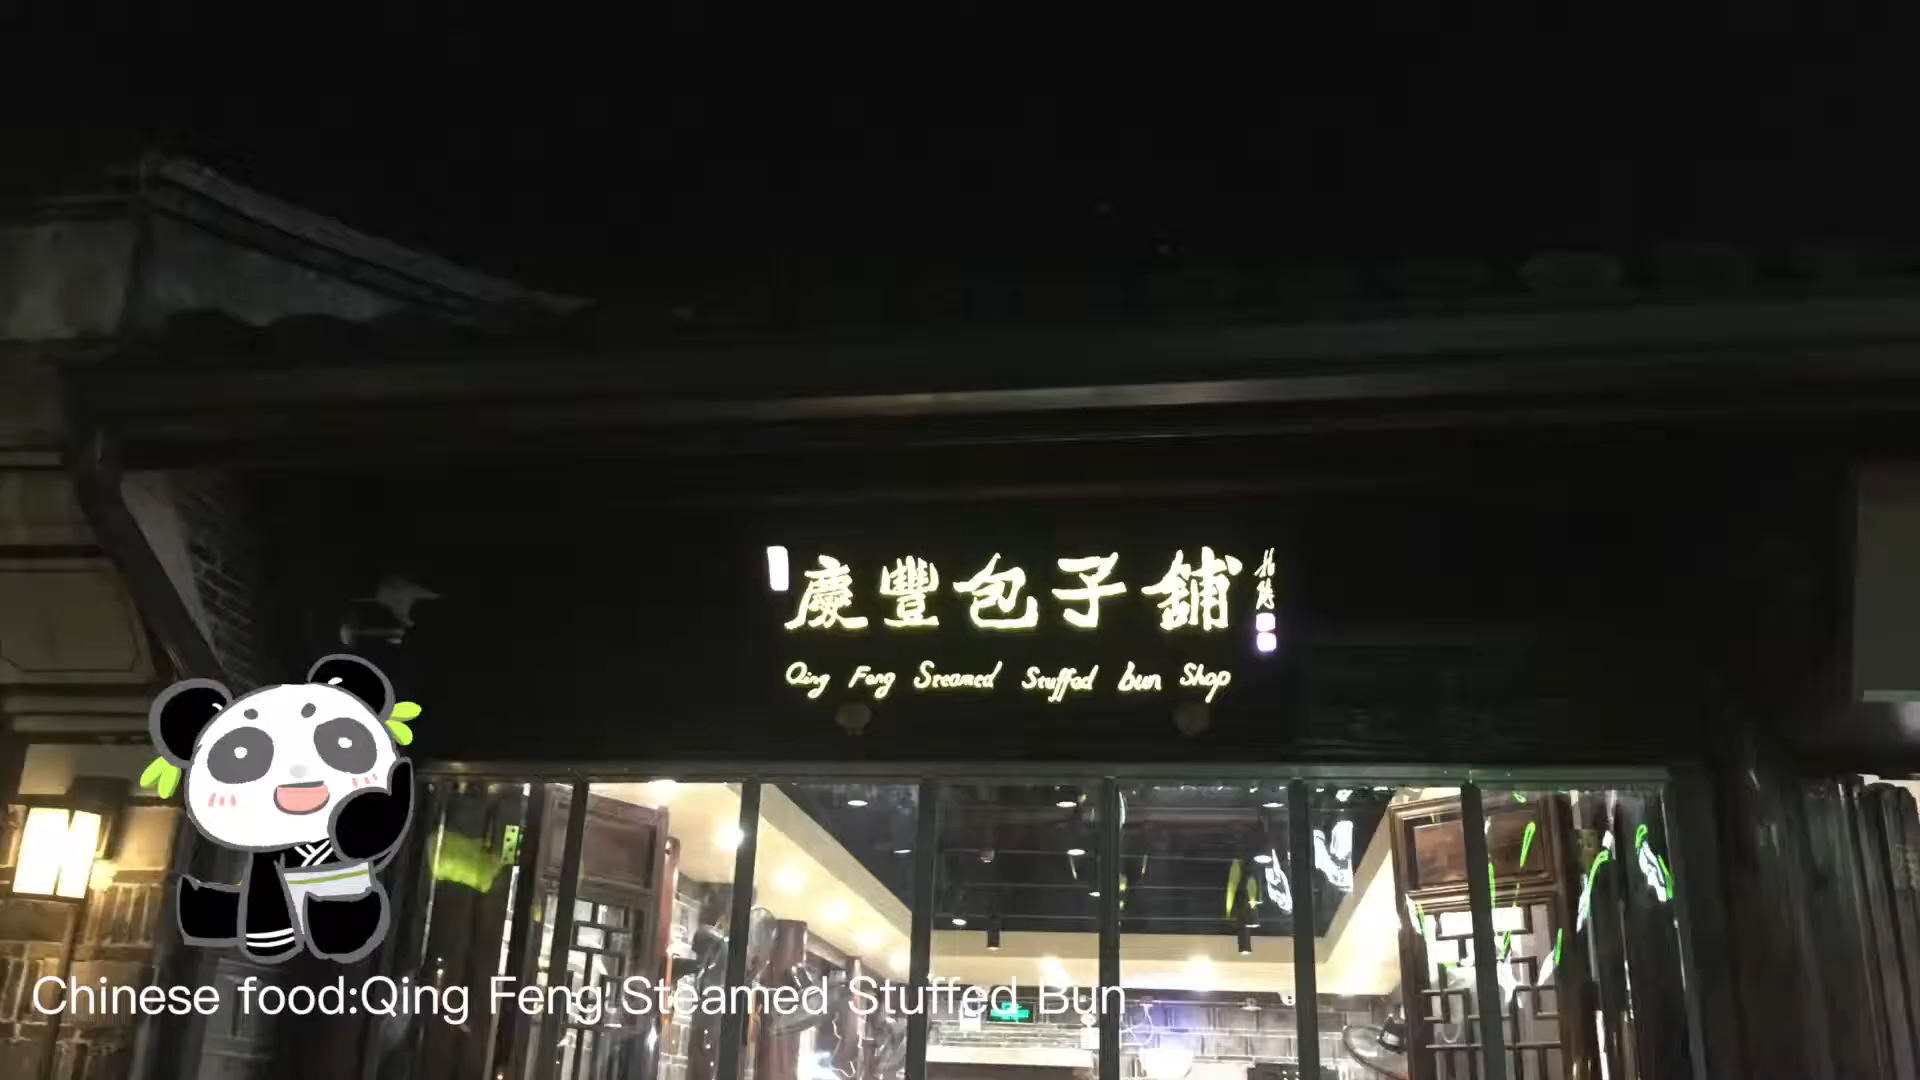 慶豐包子鋪
Qing Feng Steamed Stuffed bun Shop
Chinese food:Qing Feng Steamed Stuffed Bun